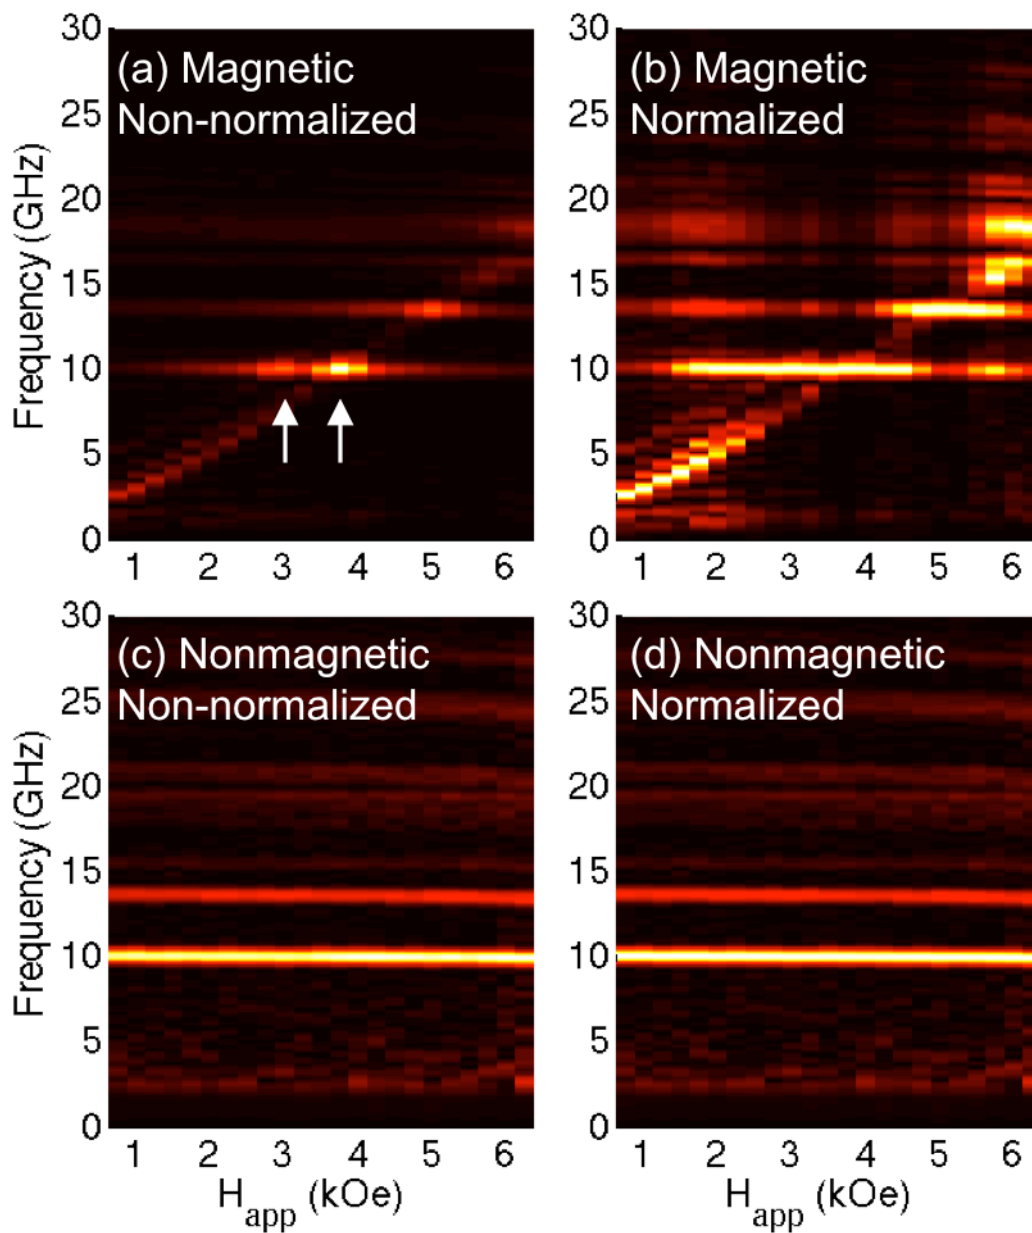 (a) Magnetic
Non-normalized
30
25
20
15
10
5
0
Frequency (GHz)
1 2 3 4 5 6
(b) Magnetic
Normalized
30
25
20
15
10
5
0
1 2 3 4 5 6
(c) Nonmagnetic
Non-normalized
30
25
20
15
10
5
0
Frequency (GHz)
1 2 3 4 5 6
H_app (kOe)
(d) Nonmagnetic
Normalized
30
25
20
15
10
5
0
1 2 3 4 5 6
H_app (kOe)